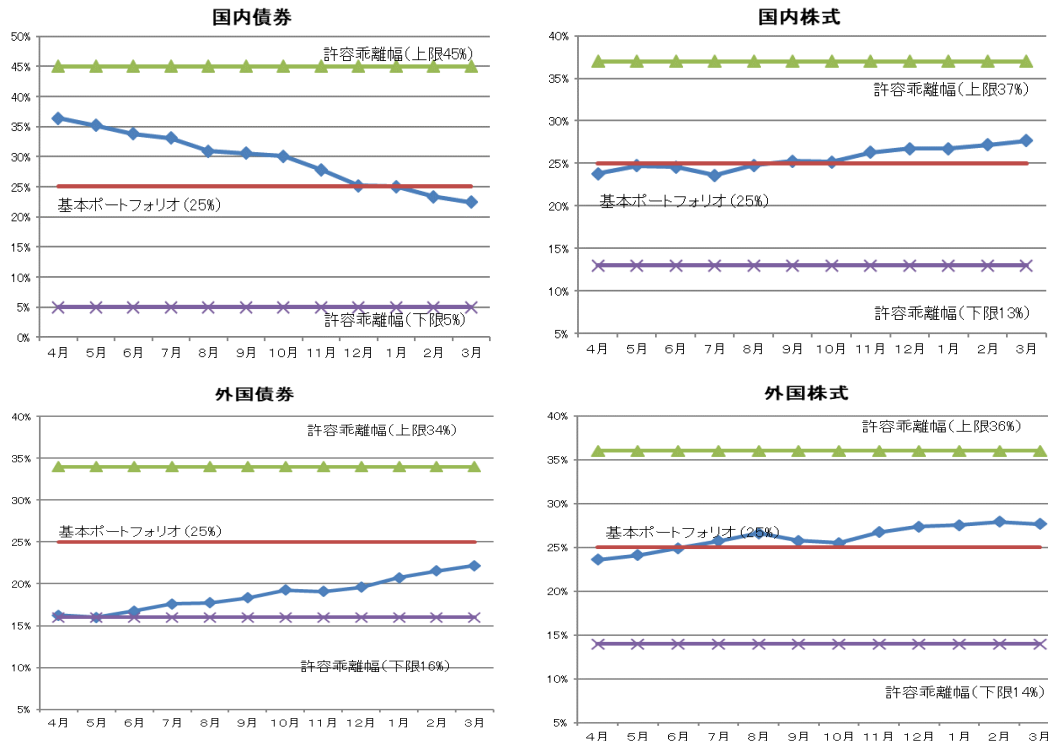 国内債券
50%
45%
40%
35%
30%
25%
20%
15%
10%
5%
0%
許容乖離幅(上限45%)
基本ポートフォリオ(25%)
許容乖離幅(下限5%)
4月 5月 6月 7月 8月 9月 10月 11月 12月 1月 2月 3月
国内株式
40%
35%
30%
25%
20%
15%
10%
5%
許容乖離幅(上限37%)
基本ポートフォリオ(25%)
許容乖離幅(下限13%)
4月 5月 6月 7月 8月 9月 10月 11月 12月 1月 2月 3月
外国債券
40%
35%
30%
25%
20%
15%
10%
5%
許容乖離幅(上限34%)
基本ポートフォリオ(25%)
許容乖離幅(下限16%)
4月 5月 6月 7月 8月 9月 10月 11月 12月 1月 2月 3月
外国株式
40%
35%
30%
25%
20%
15%
10%
5%
許容乖離幅(上限36%)
基本ポートフォリオ(25%)
許容乖離幅(下限14%)
4月 5月 6月 7月 8月 9月 10月 11月 12月 1月 2月 3月